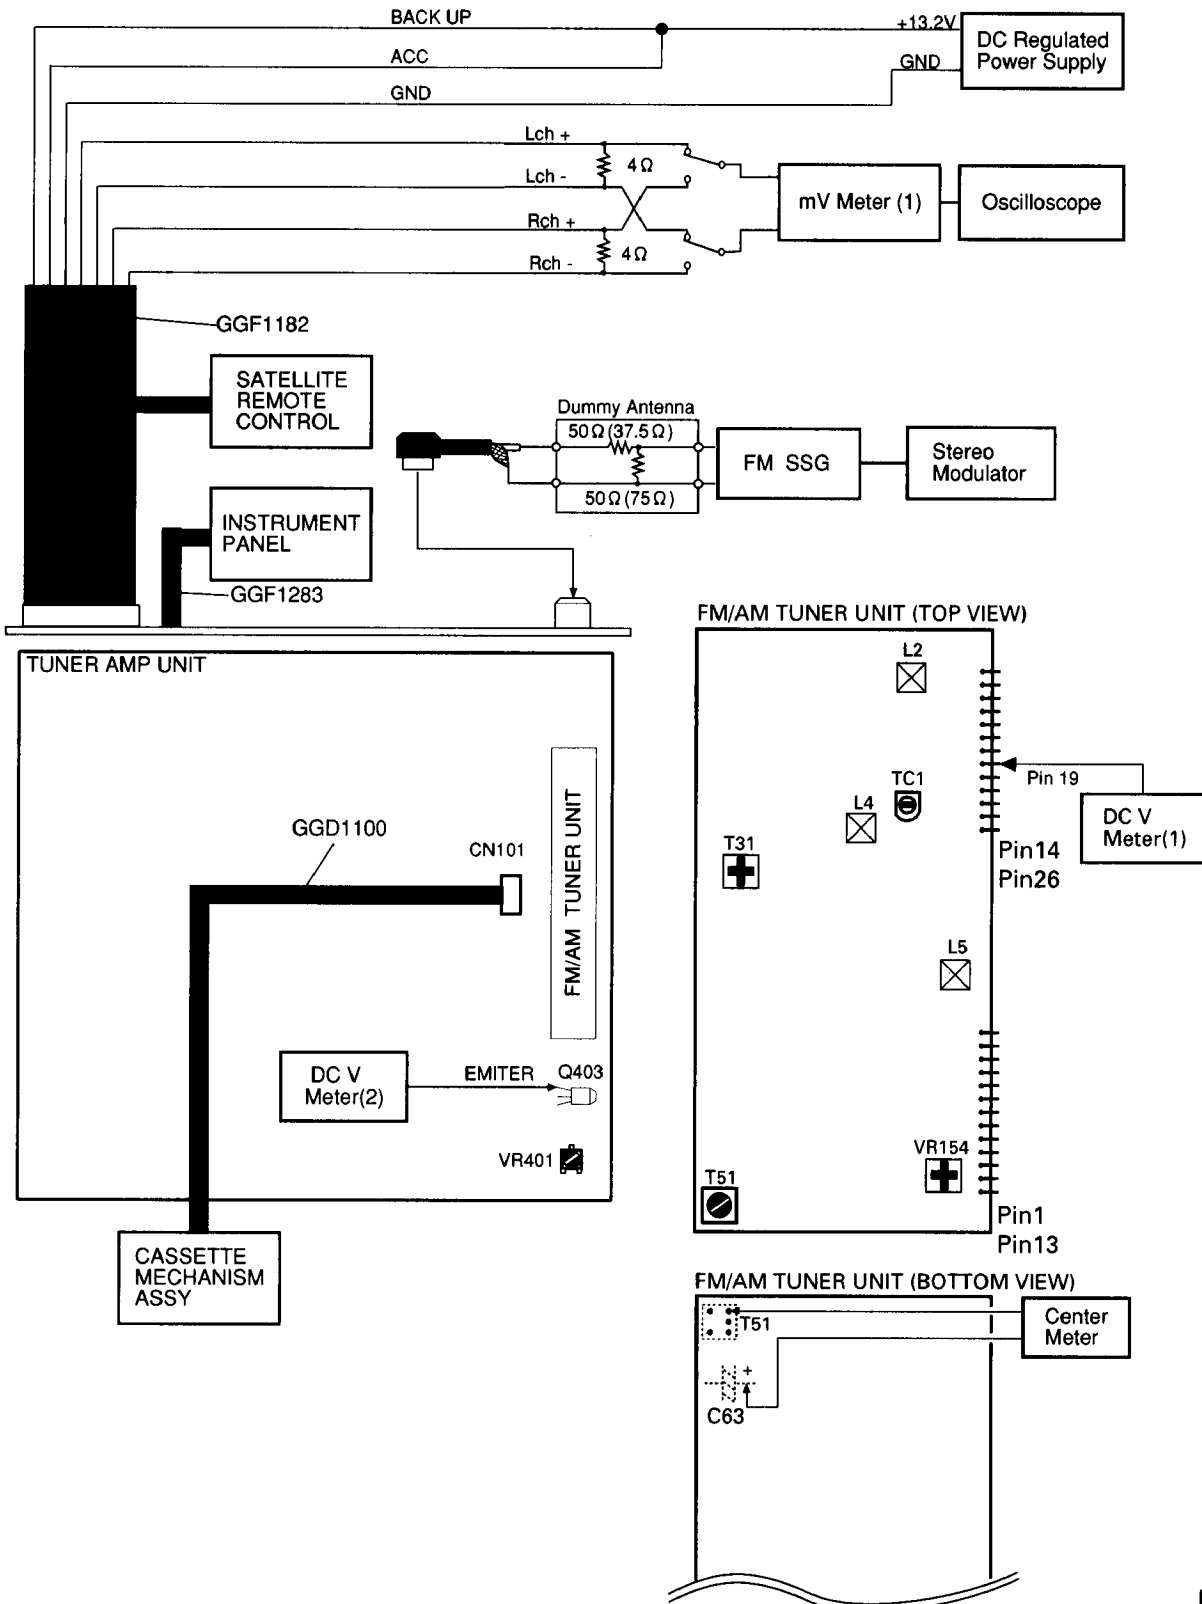 BACK UP
+13.2V
DC Regulated
Power Supply
ACC
GND
GND
Lch +
4Ω
Lch -
mV Meter (1)
Oscilloscope
Rch +
4Ω
Rch -
GGF1182
SATELLITE
REMOTE
CONTROL
Dummy Antenna
50Ω(37.5Ω)
FM SSG
Stereo
Modulator
50Ω(75Ω)
INSTRUMENT
PANEL
GGF1283
FM/AM TUNER UNIT (TOP VIEW)
TUNER AMP UNIT
L2
Pin 19
TC1
L4
DC V
Meter(1)
GGD1100
CN101
FM/AM TUNER UNIT
T31
Pin14
Pin26
L5
DC V
Meter(2)
EMITER
Q403
VR401
VR154
T51
Pin1
Pin13
CASSETTE
MECHANISM
ASSY
FM/AM TUNER UNIT (BOTTOM VIEW)
T51
Center
Meter
+
C63